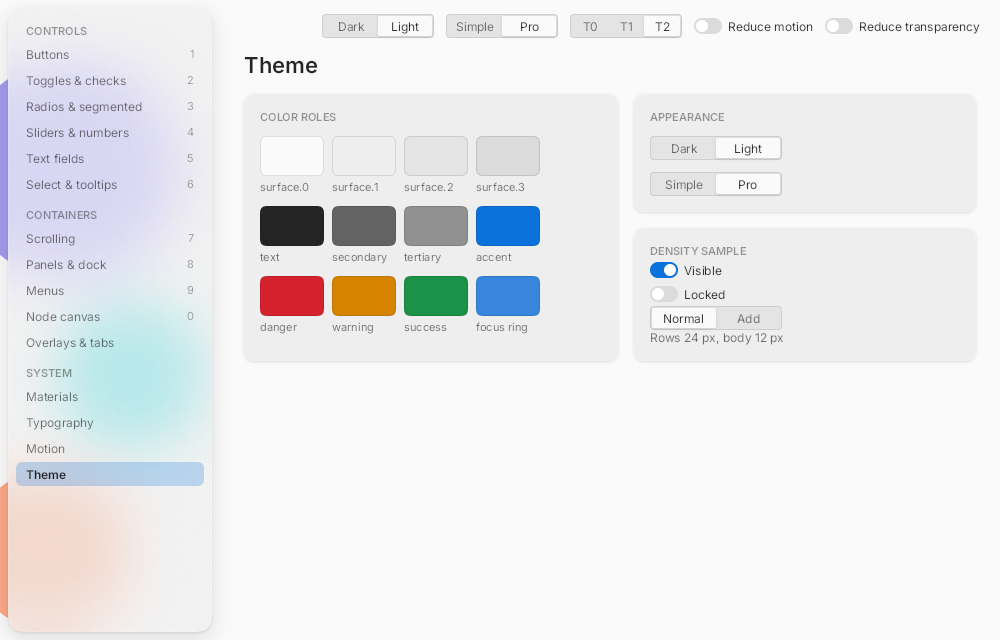 Dark Light Simple Pro T0 T1 T2 Reduce motion Reduce transparency
CONTROLS
Buttons 1
Toggles & checks 2
Radios & segmented 3
Sliders & numbers 4
Text fields 5
Select & tooltips 6
CONTAINERS
Scrolling 7
Panels & dock 8
Menus 9
Node canvas 0
Overlays & tabs
SYSTEM
Materials
Typography
Motion
Theme
Theme
COLOR ROLES
surface.0 surface.1 surface.2 surface.3
text secondary tertiary accent
danger warning success focus ring
APPEARANCE
Dark Light
Simple Pro
DENSITY SAMPLE
Visible
Locked
Normal Add
Rows 24 px, body 12 px